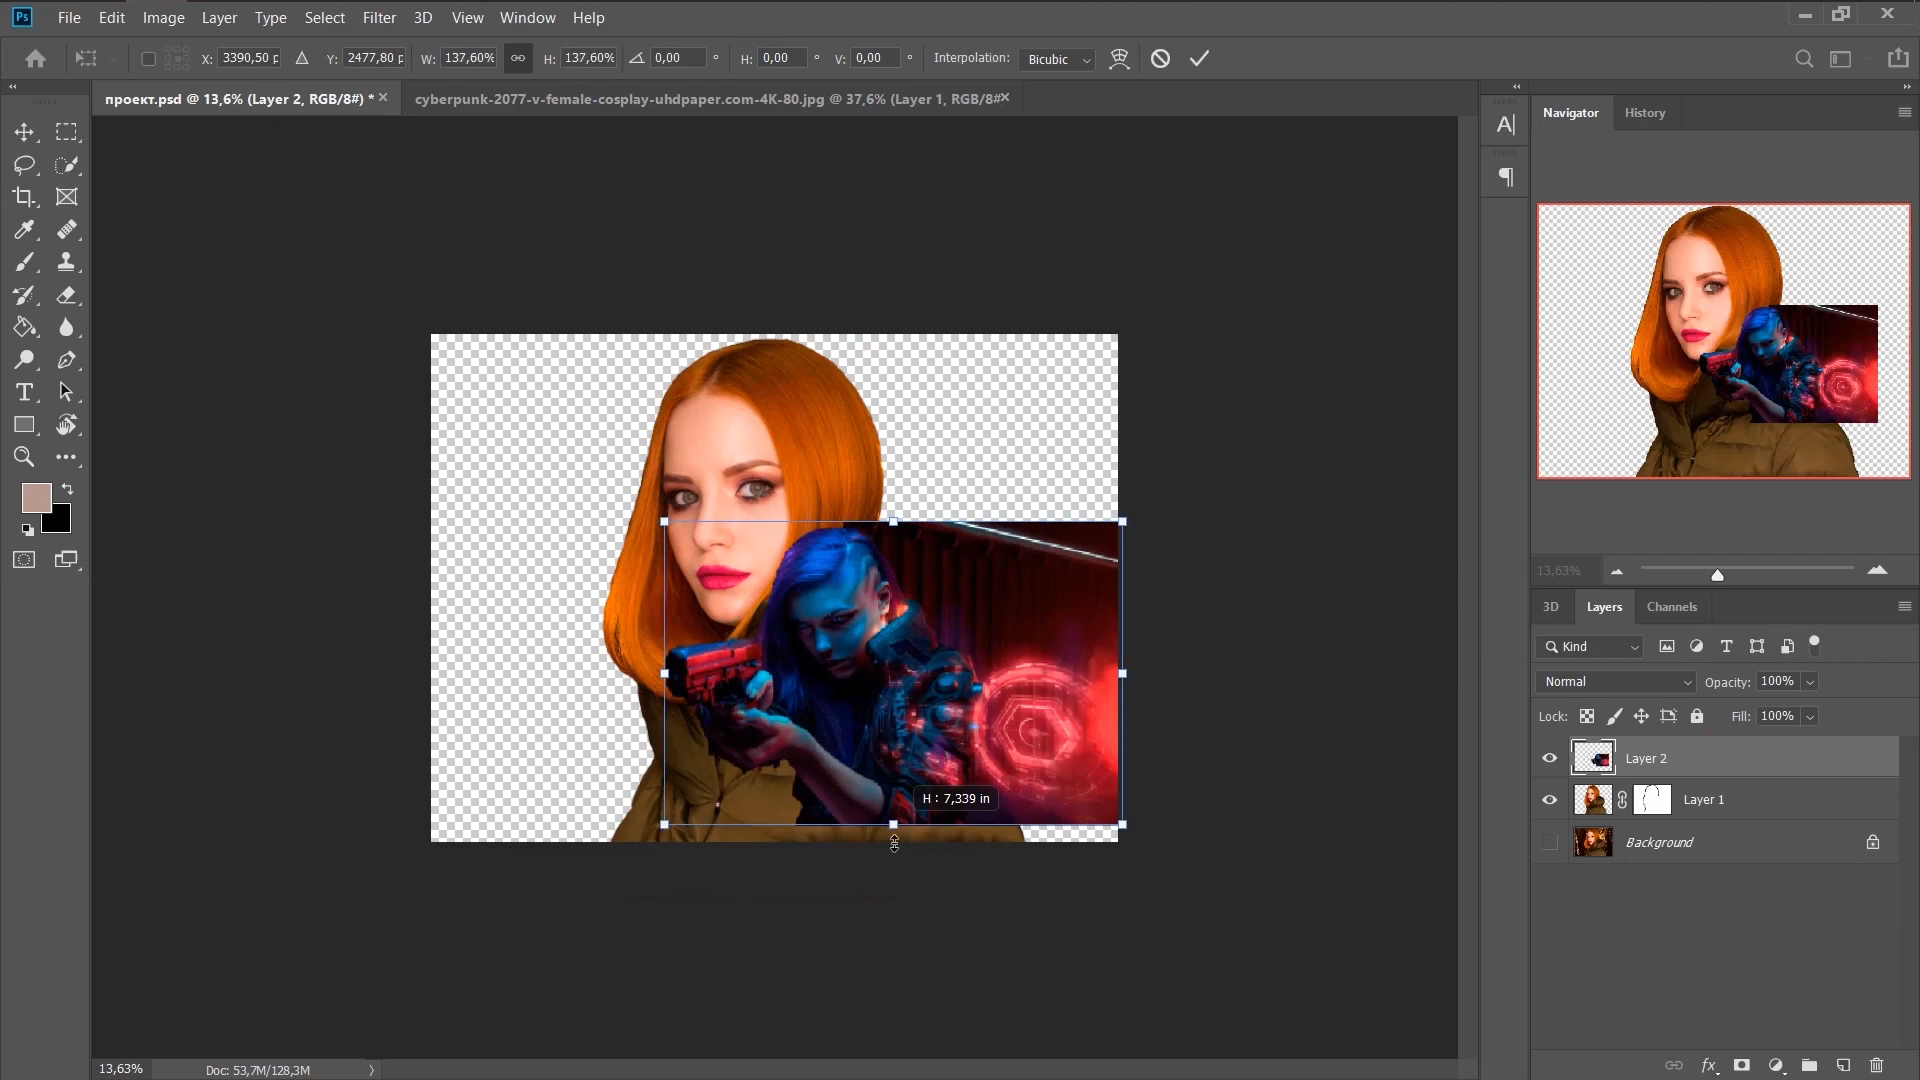 Ps File Edit Image Layer Type Select Filter 3D View Window Help
X: 3390,50 p Y: 2477,80 p W: 137,60% H: 137,60% 0,00 ° H: 0,00 ° V: 0,00 ° Interpolation: Bicubic
проект.psd @ 13,6% (Layer 2, RGB/8#) * cyberpunk-2077-v-female-cosplay-uhdpaper.com-4K-80.jpg @ 37,6% (Layer 1, RGB/8#
Navigator History
13,63%
3D Layers Channels
Kind
Normal Opacity: 100%
Lock: Fill: 100%
Layer 2
Layer 1
Background
H : 7,339 in
13,63% Doc: 53,7M/128,3M